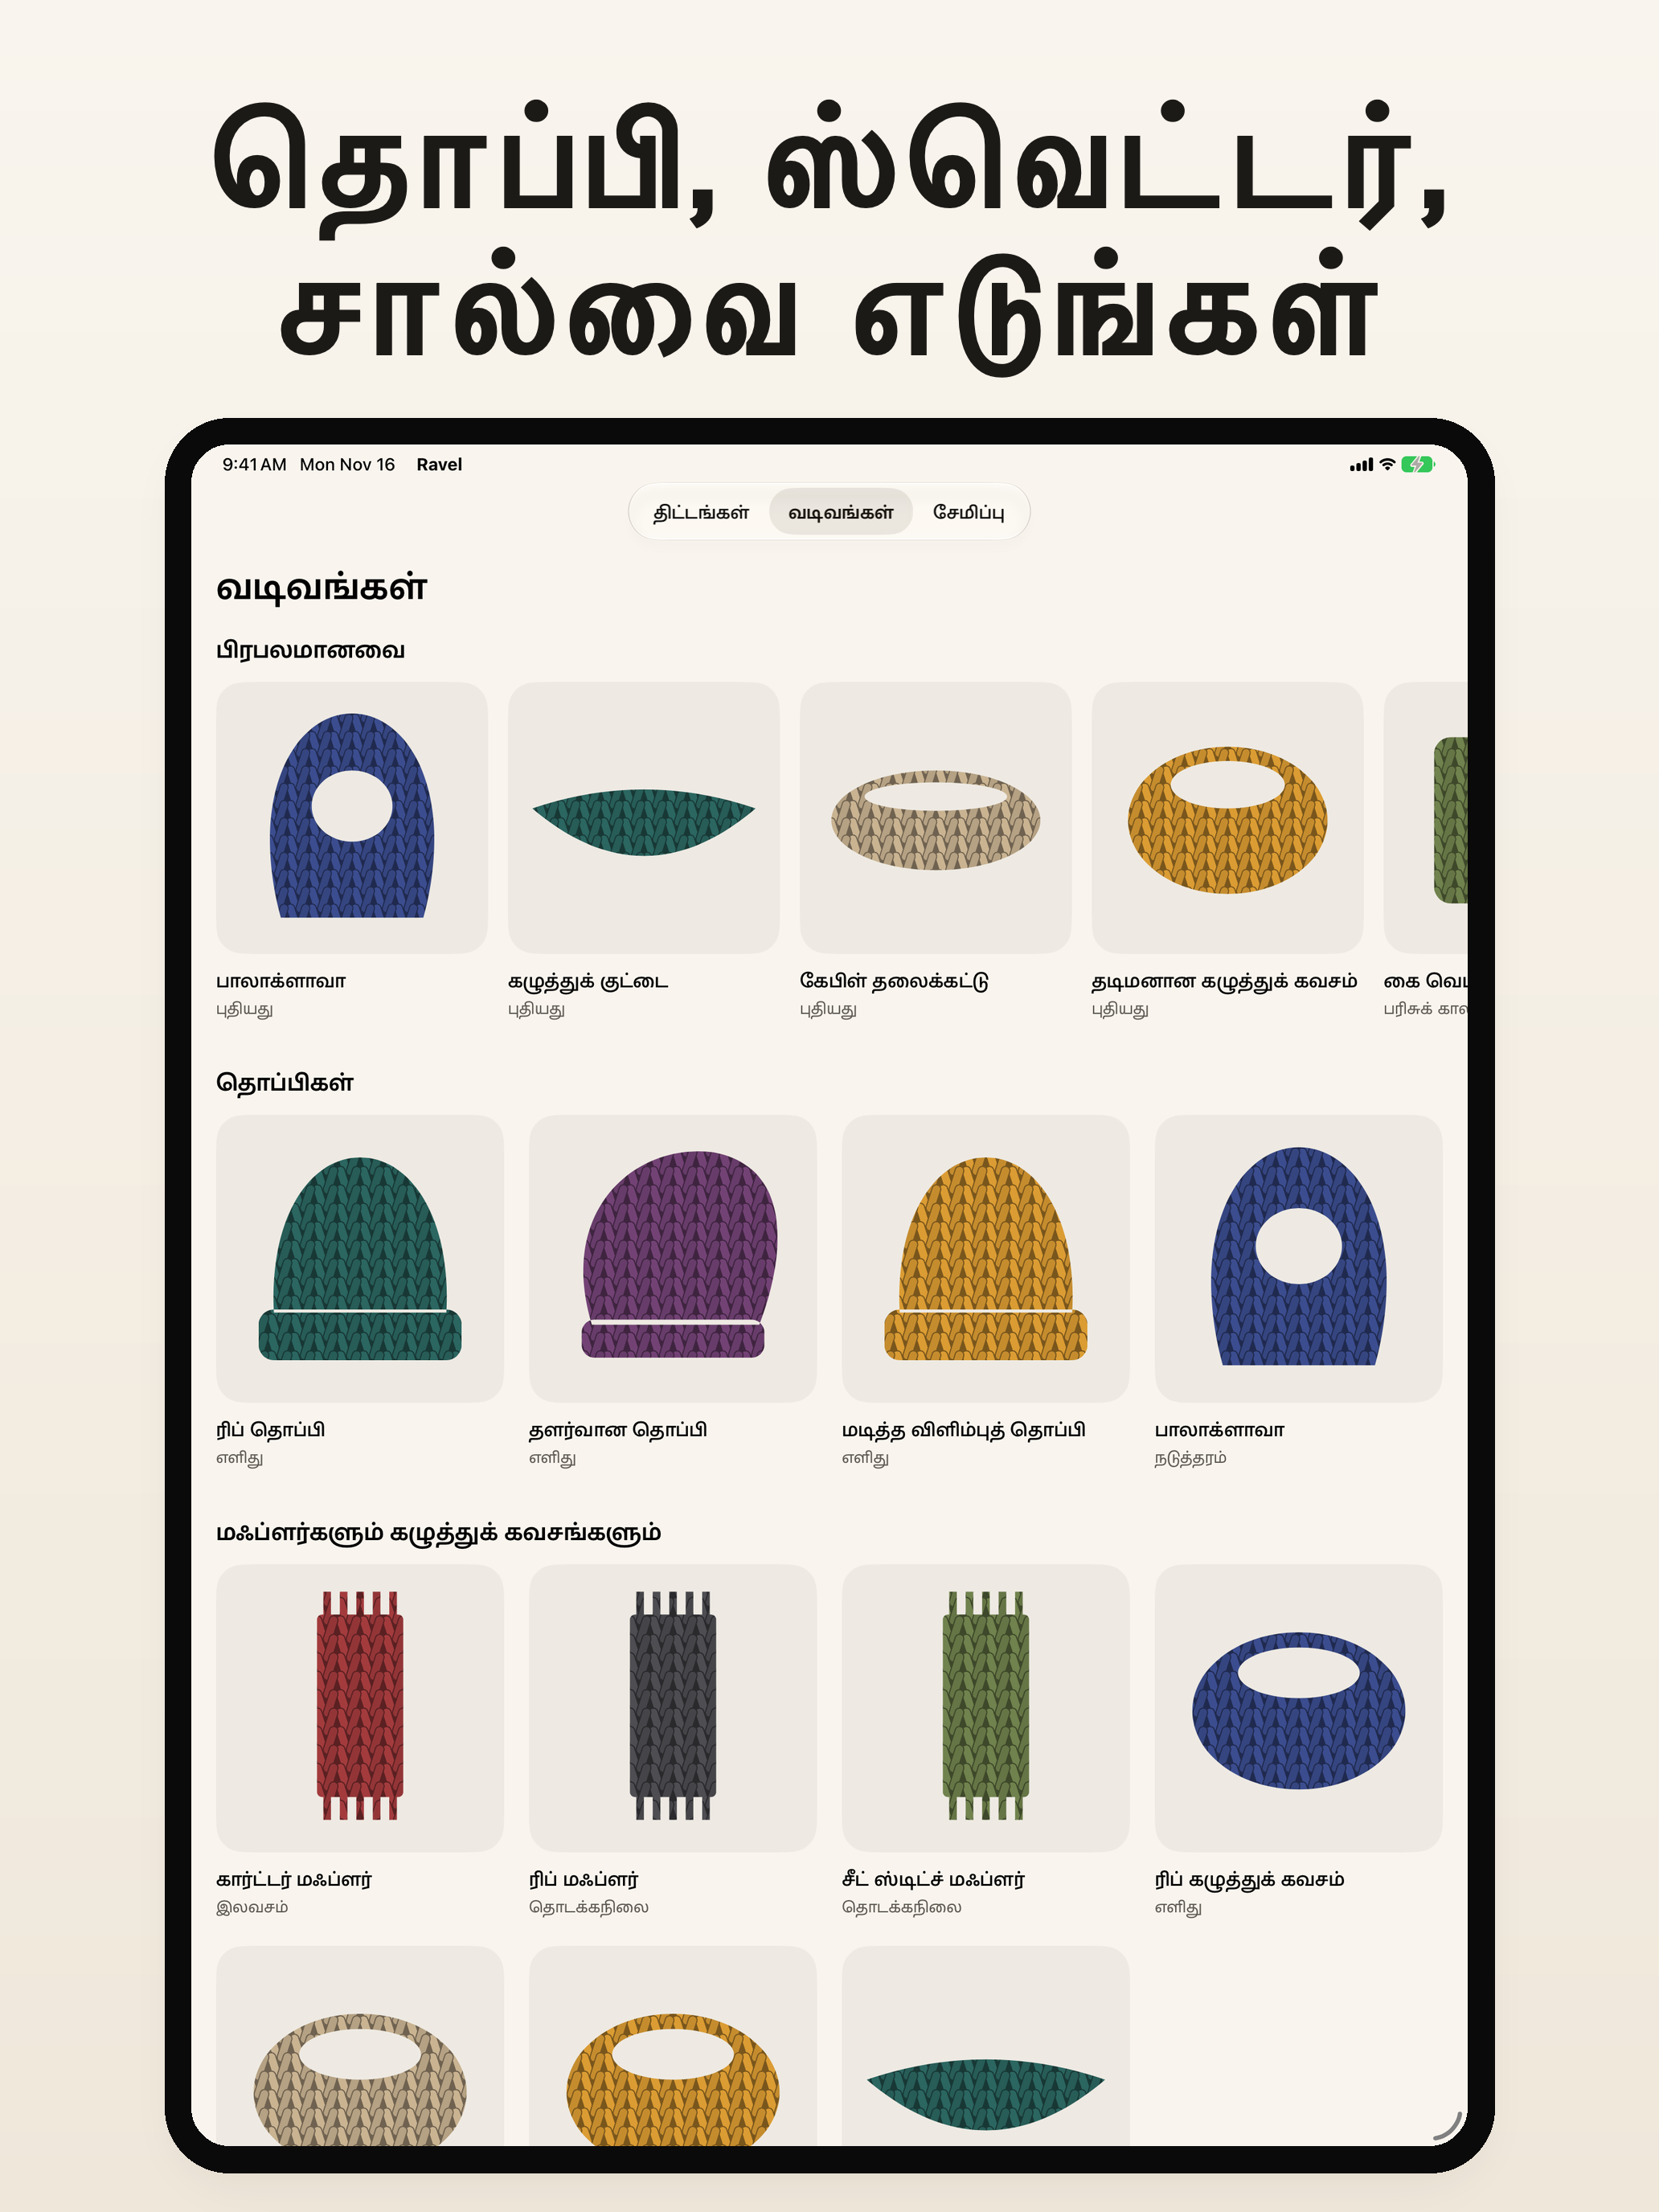 தொப்பி, ஸ்வெட்டர்,
சால்வை எடுங்கள்
9:41 AM Mon Nov 16 Ravel
திட்டங்கள் வடிவங்கள் சேமிப்பு
வடிவங்கள்
பிரபலமானவை
பாலாக்ளாவா கழுத்துக் குட்டை கேபிள் தலைக்கட்டு தடிமனான கழுத்துக் கவசம் கை
புதியது புதியது புதியது புதியது பரிசுக்
தொப்பிகள்
ரிப் தொப்பி தளர்வான தொப்பி மடித்த விளிம்புத் தொப்பி பாலாக்ளாவா
எளிது எளிது எளிது நடுத்தரம்
மஃப்ளர்களும் கழுத்துக் கவசங்களும்
கார்ட்டர் மஃப்ளர் ரிப் மஃப்ளர் சீட் ஸ்டிட்ச் மஃப்ளர் ரிப் கழுத்துக் கவசம்
இலவசம் தொடக்கநிலை தொடக்கநிலை எளிது